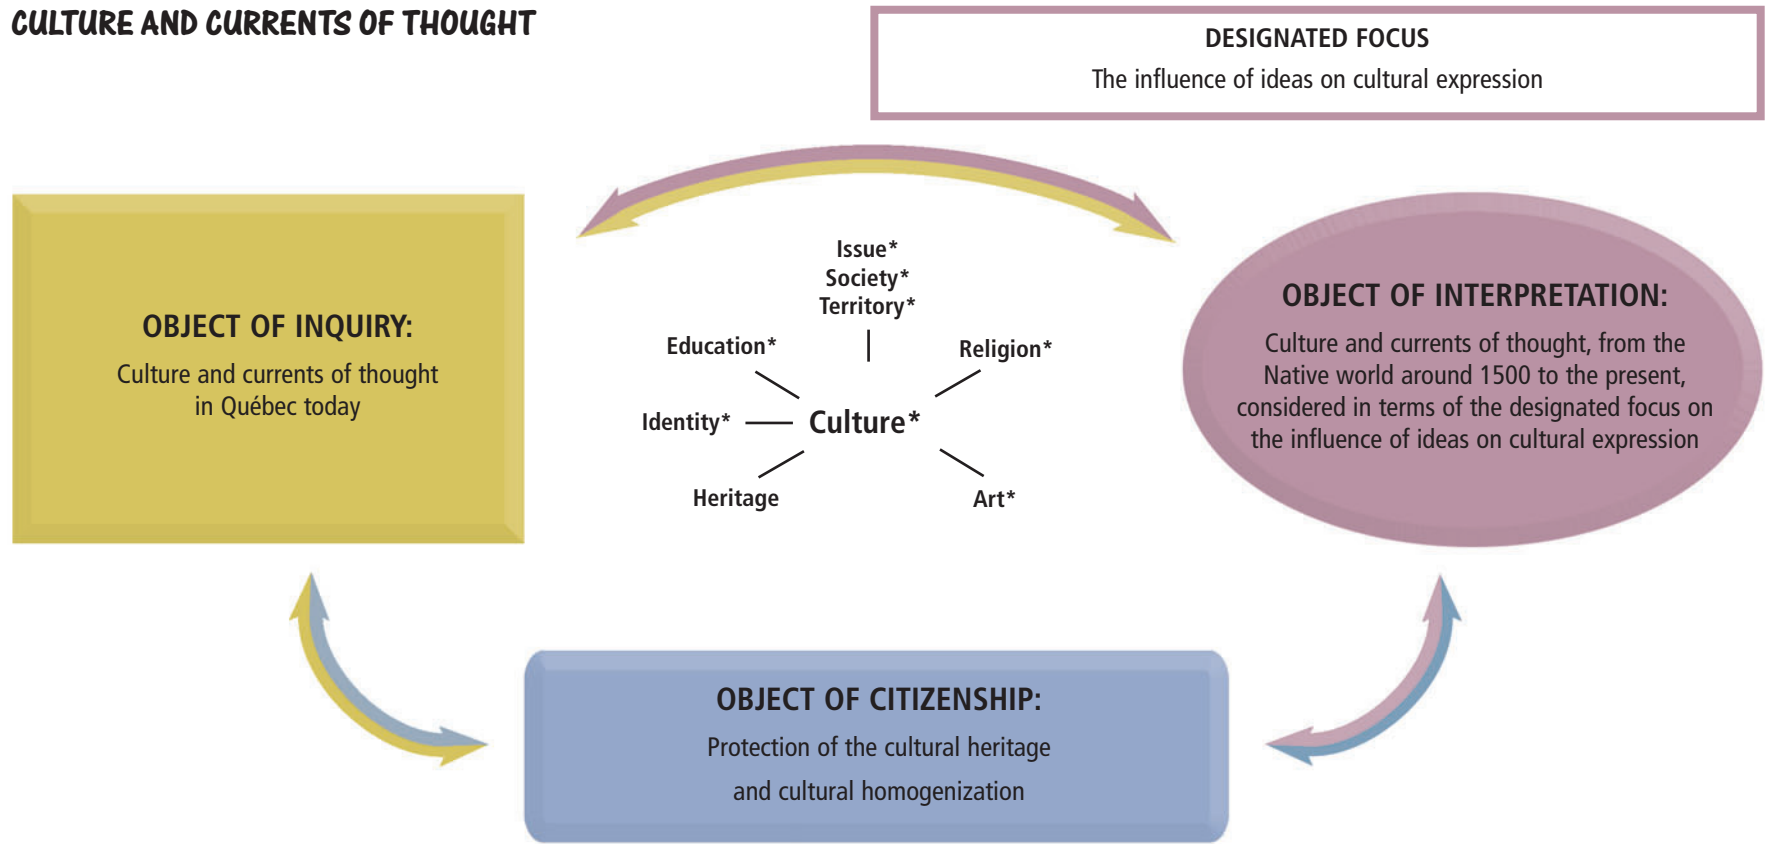 CULTURE AND CURRENTS OF THOUGHT
DESIGNATED FOCUS
The influence of ideas on cultural expression
OBJECT OF INQUIRY:
Culture and currents of thought
in Québec today
Issue*
Society*
Territory*
Education*
Religion*
Identity*
Culture*
Heritage
Art*
OBJECT OF INTERPRETATION:
Culture and currents of thought, from the
Native world around 1500 to the present,
considered in terms of the designated focus on
the influence of ideas on cultural expression
OBJECT OF CITIZENSHIP:
Protection of the cultural heritage
and cultural homogenization